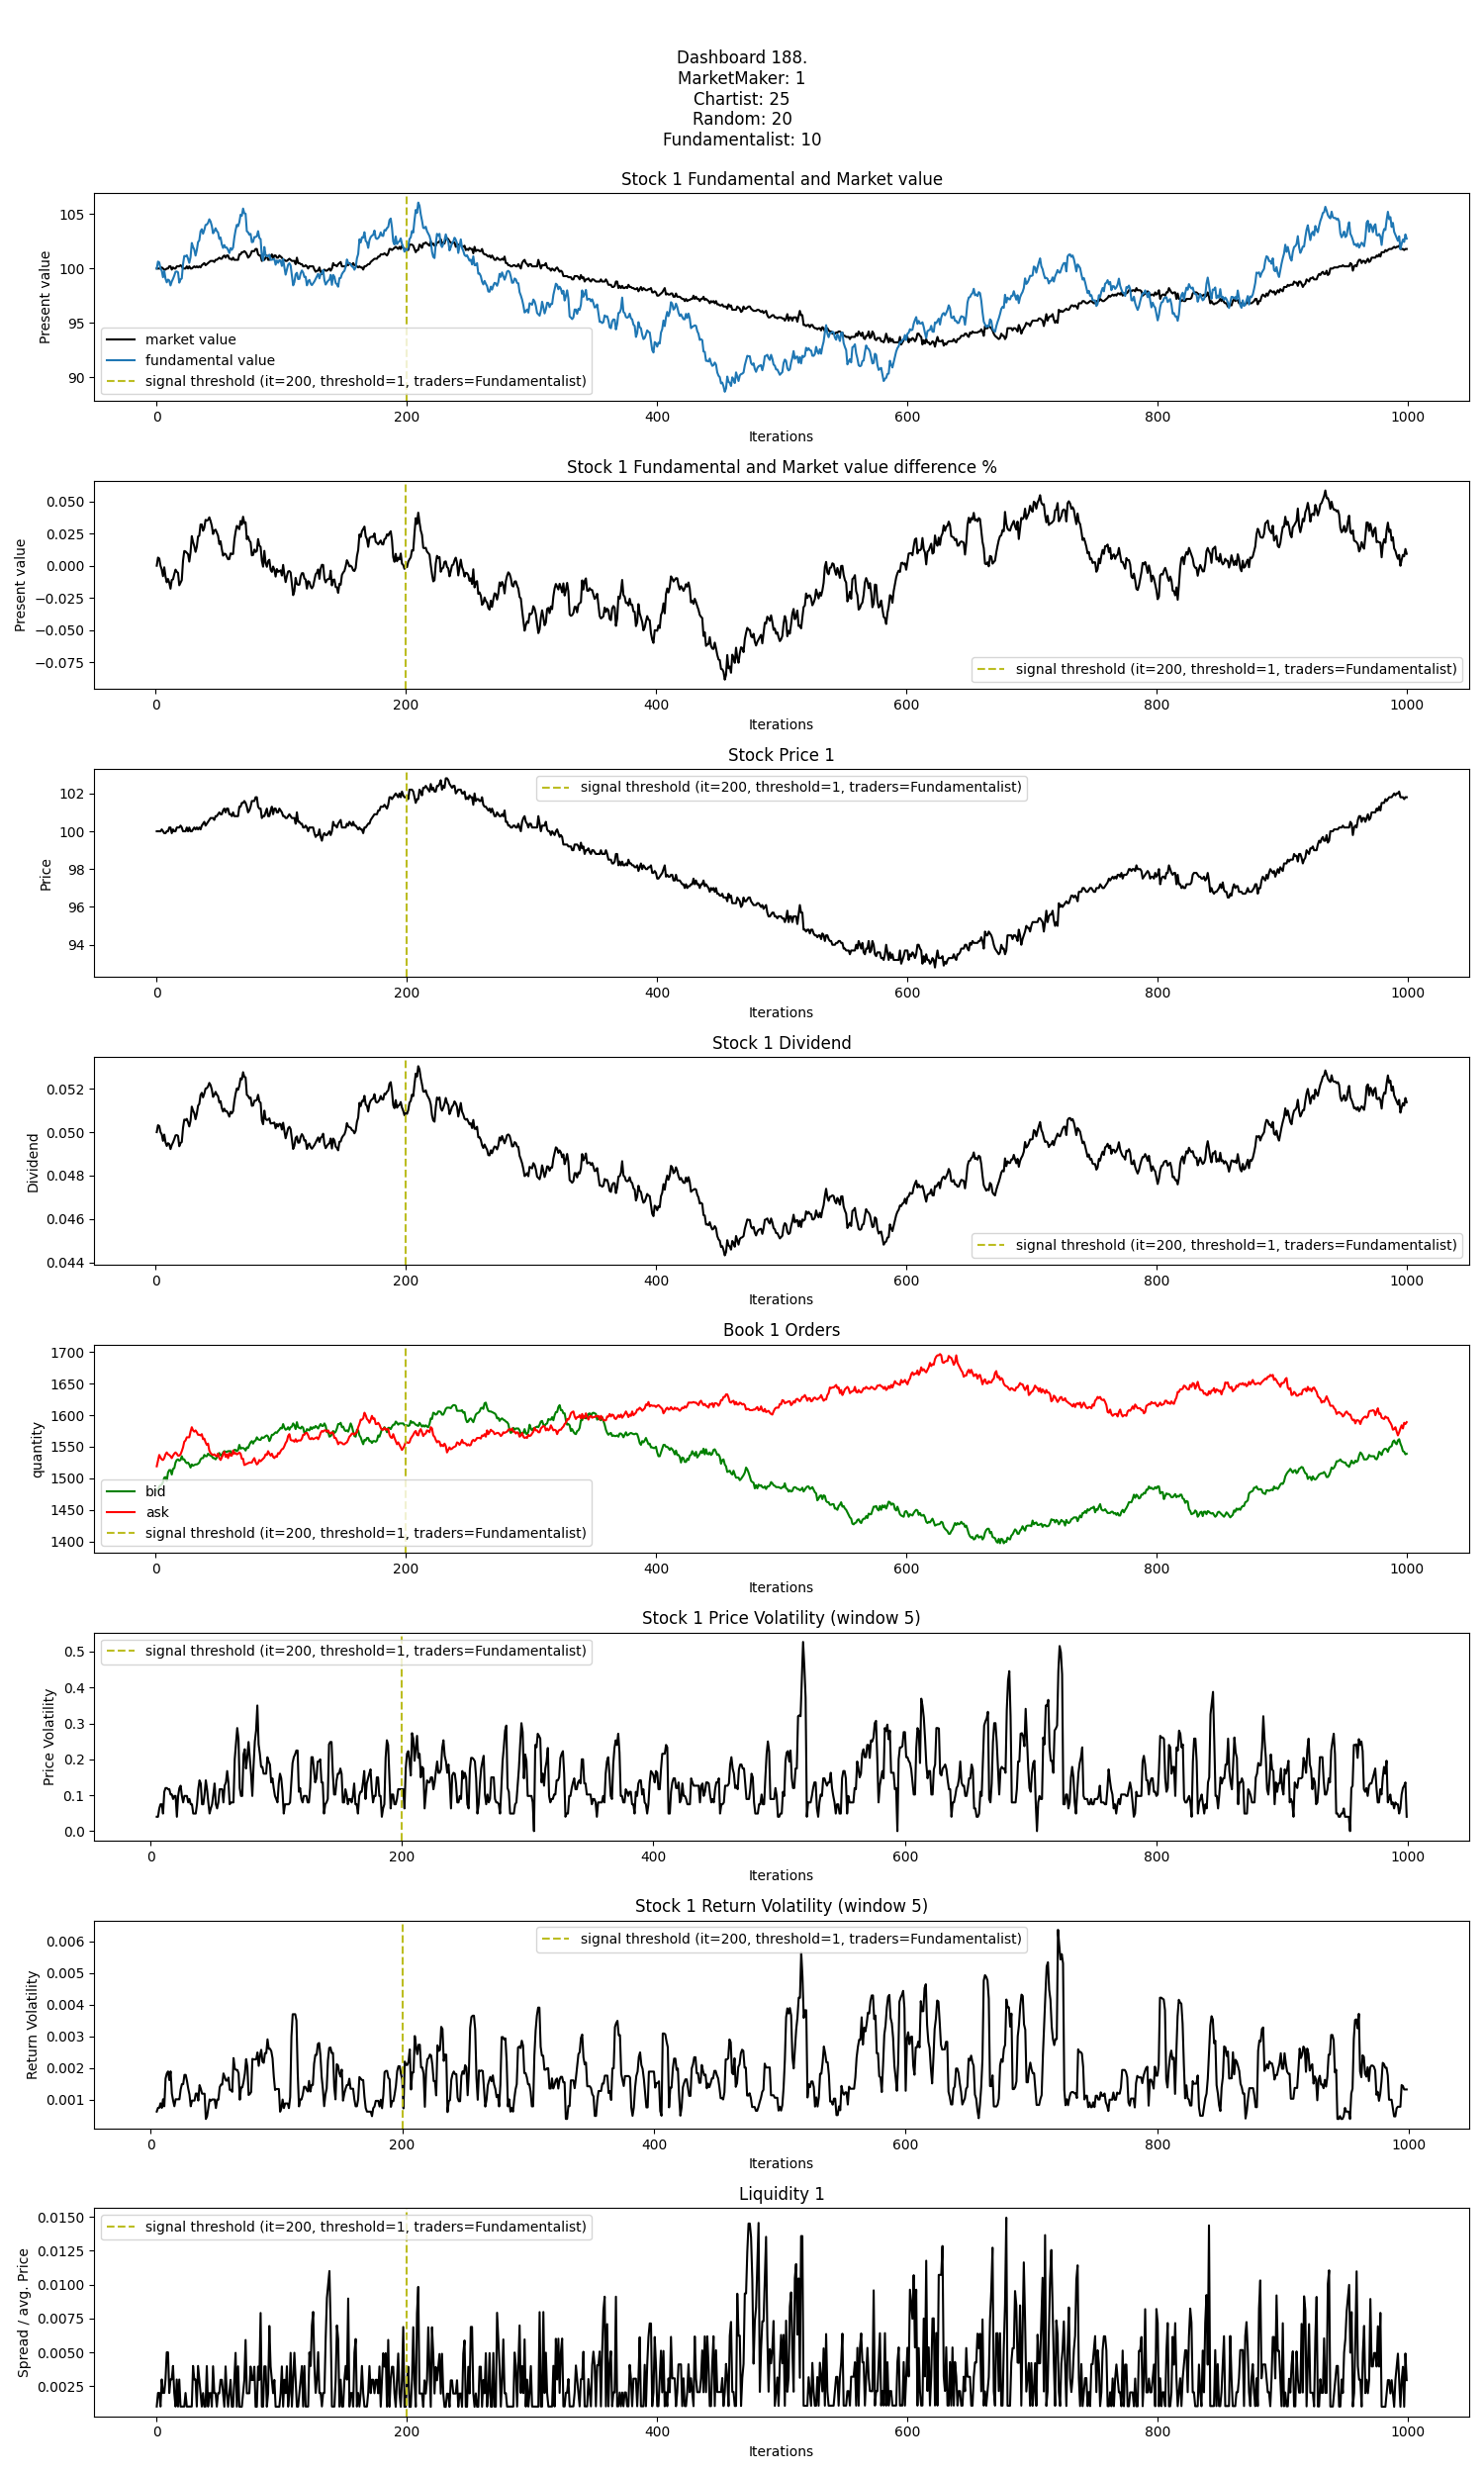 Dashboard 188.
MarketMaker: 1
Chartist: 25
Random: 20
Fundamentalist: 10
Stock 1 Fundamental and Market value
Present value
105
100
95
90
market value
fundamental value
signal threshold (it=200, threshold=1, traders=Fundamentalist)
0 200 400 600 800 1000
Iterations
Stock 1 Fundamental and Market value difference %
Present value
0.050
0.025
0.000
−0.025
−0.050
−0.075
signal threshold (it=200, threshold=1, traders=Fundamentalist)
0 200 400 600 800 1000
Iterations
Stock Price 1
Price
102
100
98
96
94
signal threshold (it=200, threshold=1, traders=Fundamentalist)
0 200 400 600 800 1000
Iterations
Stock 1 Dividend
Dividend
0.052
0.050
0.048
0.046
0.044
signal threshold (it=200, threshold=1, traders=Fundamentalist)
0 200 400 600 800 1000
Iterations
Book 1 Orders
quantity
1700
1650
1600
1550
1500
1450
1400
bid
ask
signal threshold (it=200, threshold=1, traders=Fundamentalist)
0 200 400 600 800 1000
Iterations
Stock 1 Price Volatility (window 5)
Price Volatility
0.5
0.4
0.3
0.2
0.1
0.0
signal threshold (it=200, threshold=1, traders=Fundamentalist)
0 200 400 600 800 1000
Iterations
Stock 1 Return Volatility (window 5)
Return Volatility
0.006
0.005
0.004
0.003
0.002
0.001
signal threshold (it=200, threshold=1, traders=Fundamentalist)
0 200 400 600 800 1000
Iterations
Liquidity 1
Spread / avg. Price
0.0150
0.0125
0.0100
0.0075
0.0050
0.0025
signal threshold (it=200, threshold=1, traders=Fundamentalist)
0 200 400 600 800 1000
Iterations